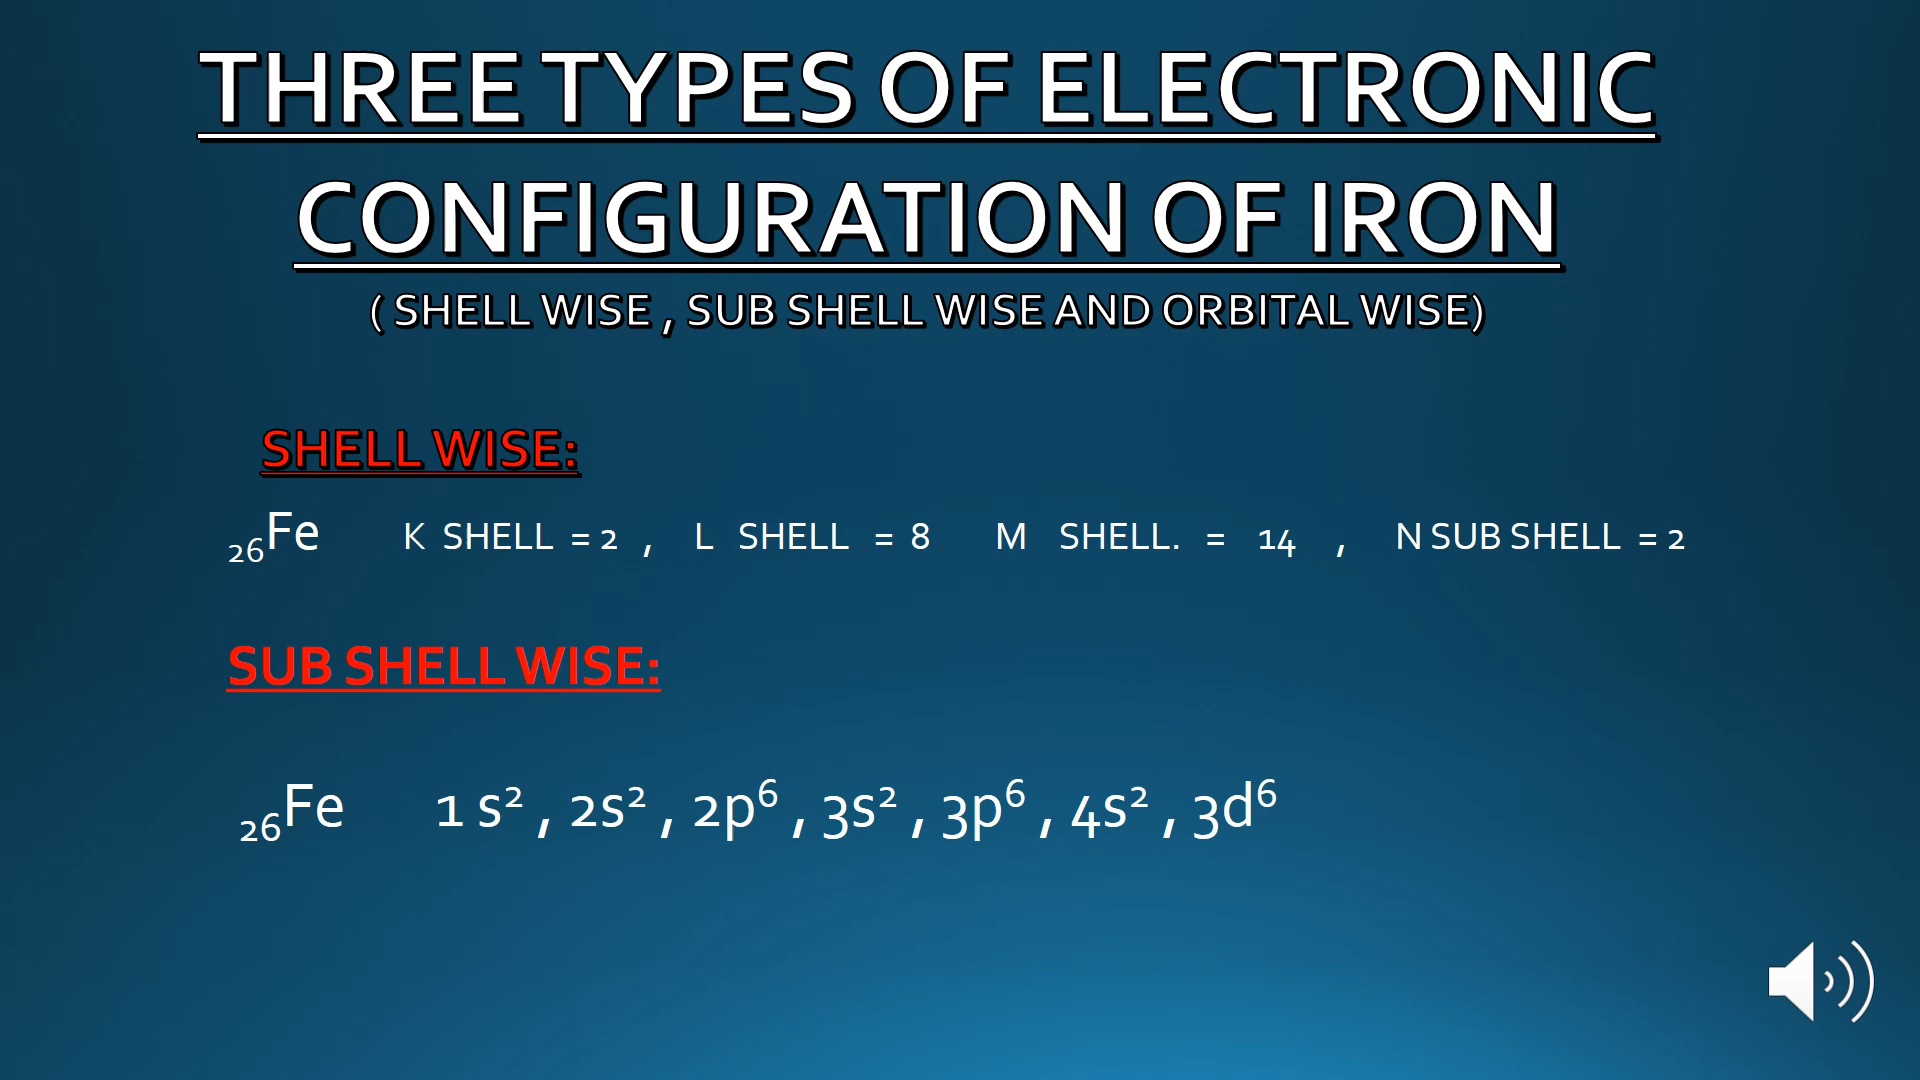 THREE TYPES OF ELECTRONIC
CONFIGURATION OF IRON
( SHELL WISE , SUB SHELL WISE AND ORBITAL WISE)
SHELL WISE:
₂₆Fe K SHELL = 2 , L SHELL = 8 M SHELL. = 14 , N SUB SHELL = 2
SUB SHELL WISE:
₂₆Fe 1 s², 2s², 2p⁶, 3s², 3p⁶, 4s², 3d⁶